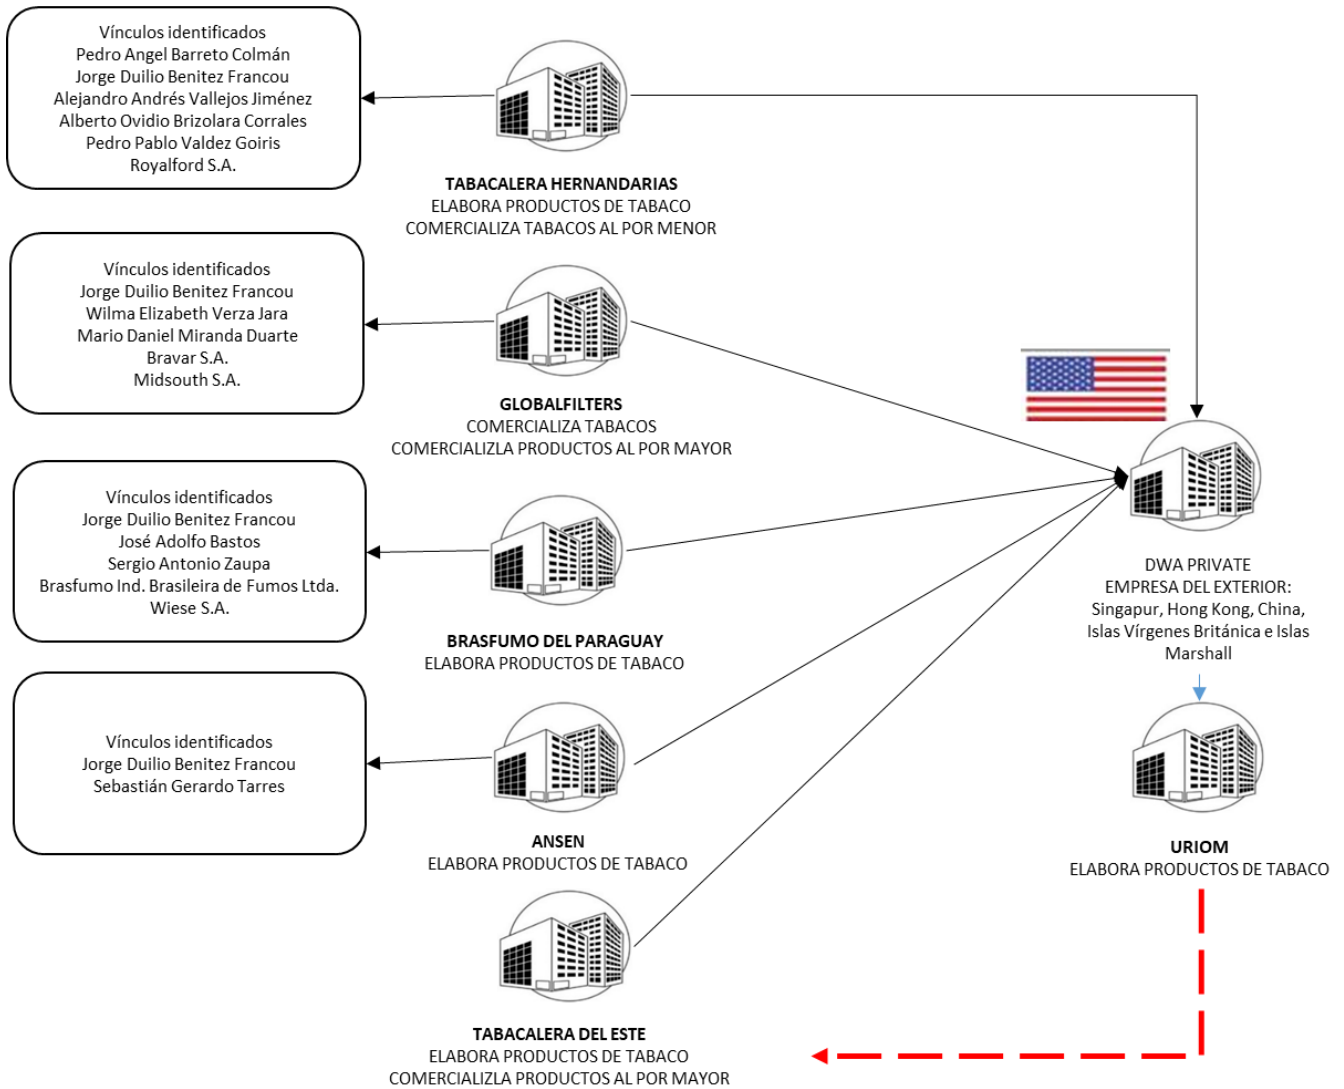 Vínculos identificados
Pedro Angel Barreto Colmán
Jorge Duilio Benitez Francou
Alejandro Andrés Vallejos Jiménez
Alberto Ovidio Brizolara Corrales
Pedro Pablo Valdez Goiris
Royalford S.A.
TABACALERA HERNANDARIAS
ELABORA PRODUCTOS DE TABACO
COMERCIALIZA TABACOS AL POR MENOR
Vínculos identificados
Jorge Duilio Benitez Francou
Wilma Elizabeth Verza Jara
Mario Daniel Miranda Duarte
Bravar S.A.
Midsouth S.A.
GLOBALFILTERS
COMERCIALIZA TABACOS
COMERCIALIZLA PRODUCTOS AL POR MAYOR
Vínculos identificados
Jorge Duilio Benitez Francou
José Adolfo Bastos
Sergio Antonio Zaupa
Brasfumo Ind. Brasileira de Fumos Ltda.
Wiese S.A.
BRASFUMO DEL PARAGUAY
ELABORA PRODUCTOS DE TABACO
DWA PRIVATE
EMPRESA DEL EXTERIOR:
Singapur, Hong Kong, China,
Islas Vírgenes Británica e Islas
Marshall
Vínculos identificados
Jorge Duilio Benitez Francou
Sebastián Gerardo Tarres
ANSEN
ELABORA PRODUCTOS DE TABACO
URIOM
ELABORA PRODUCTOS DE TABACO
TABACALERA DEL ESTE
ELABORA PRODUCTOS DE TABACO
COMERCIALIZLA PRODUCTOS AL POR MAYOR